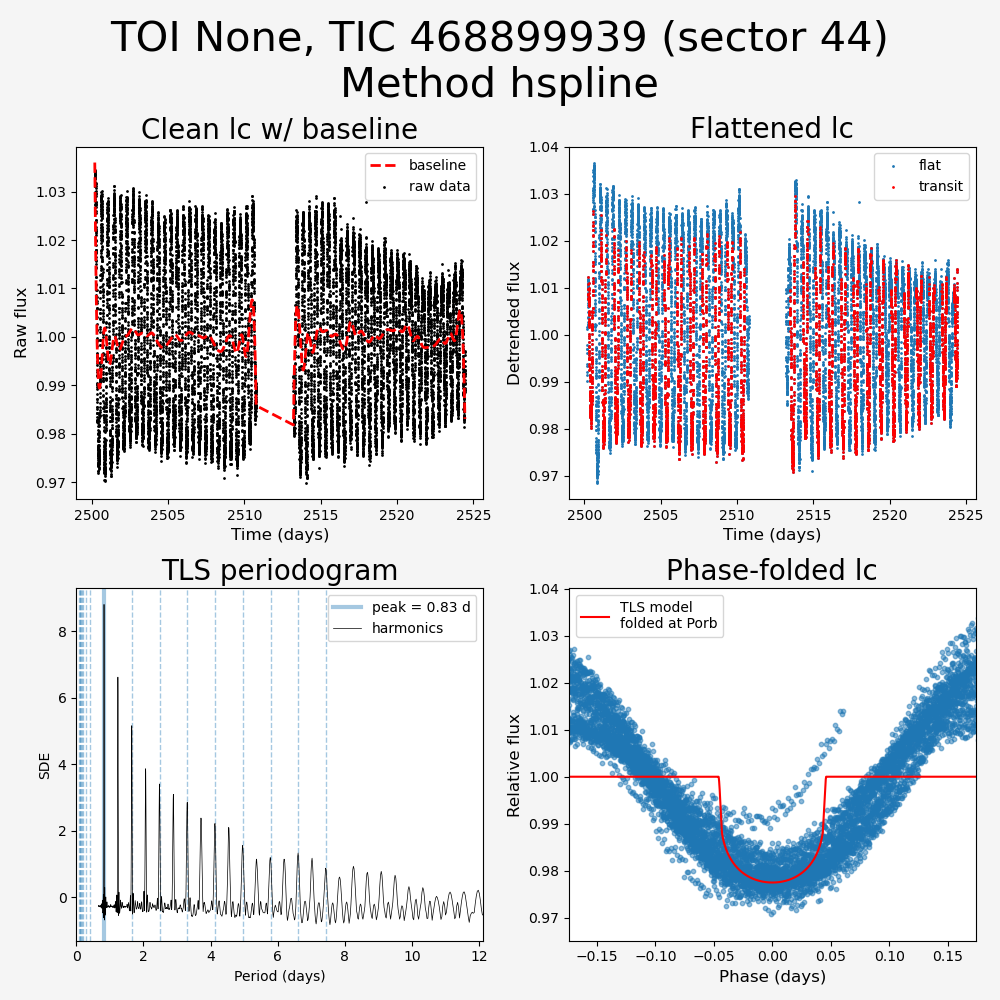 TOI None, TIC 468899939 (sector 44)
Method hspline
Clean lc w/ baseline
Flattened lc
baseline
raw data
flat
transit
1.03
1.02
1.01
1.00
0.99
0.98
0.97
Raw flux
2500
2505
2510
2515
2520
2525
Time (days)
1.04
1.03
1.02
1.01
1.00
0.99
0.98
0.97
Detrended flux
2500
2505
2510
2515
2520
2525
Time (days)
TLS periodogram
Phase-folded lc
peak = 0.83 d
harmonics
8
6
4
2
0
SDE
0
2
4
6
8
10
12
Period (days)
TLS model
folded at Porb
1.04
1.03
1.02
1.01
1.00
0.99
0.98
0.97
Relative flux
−0.15
−0.10
−0.05
0.00
0.05
0.10
0.15
Phase (days)